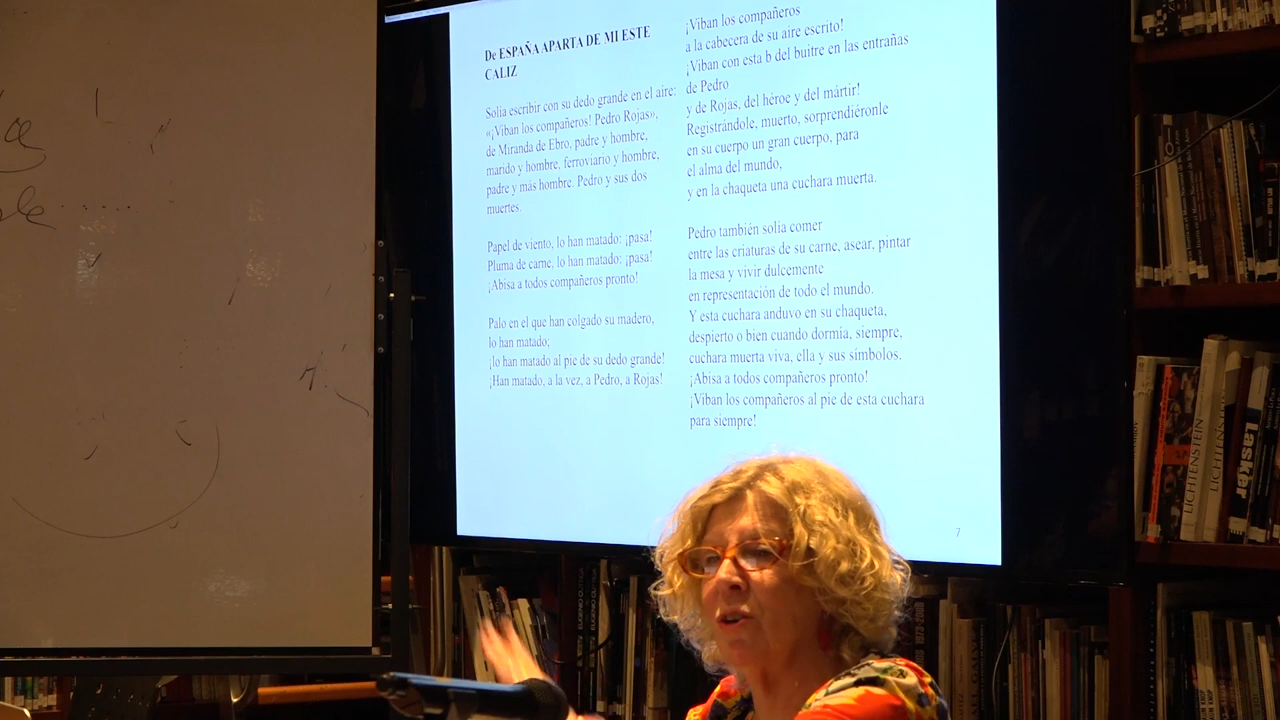 De ESPAÑA APARTA DE MI ESTE
CALIZ
Solía escribir con su dedo grande en el aire:
«¡Viban los compañeros! Pedro Rojas»,
de Miranda de Ebro, padre y hombre,
marido y hombre, ferroviario y hombre,
padre y más hombre. Pedro y sus dos
muertes.
Papel de viento, lo han matado: ¡pasa!
Pluma de carne, lo han matado: ¡pasa!
¡Abisa a todos compañeros pronto!
Palo en el que han colgado su madero,
lo han matado;
¡lo han matado al pie de su dedo grande!
¡Han matado, a la vez, a Pedro, a Rojas!
¡Viban los compañeros
a la cabecera de su aire escrito!
¡Viban con esta b del buitre en las entrañas
de Pedro
y de Rojas, del héroe y del mártir!
Registrándole, muerto, sorprendiéronle
en su cuerpo un gran cuerpo, para
el alma del mundo,
y en la chaqueta una cuchara muerta.
Pedro también solía comer
entre las criaturas de su carne, asear, pintar
la mesa y vivir dulcemente
en representación de todo el mundo.
Y esta cuchara anduvo en su chaqueta,
despierto o bien cuando dormía, siempre,
cuchara muerta viva, ella y sus símbolos.
¡Abisa a todos compañeros pronto!
¡Viban los compañeros al pie de esta cuchara
para siempre!
7
LICHTENSTEIN
LICHTENSTEIN
Lasker